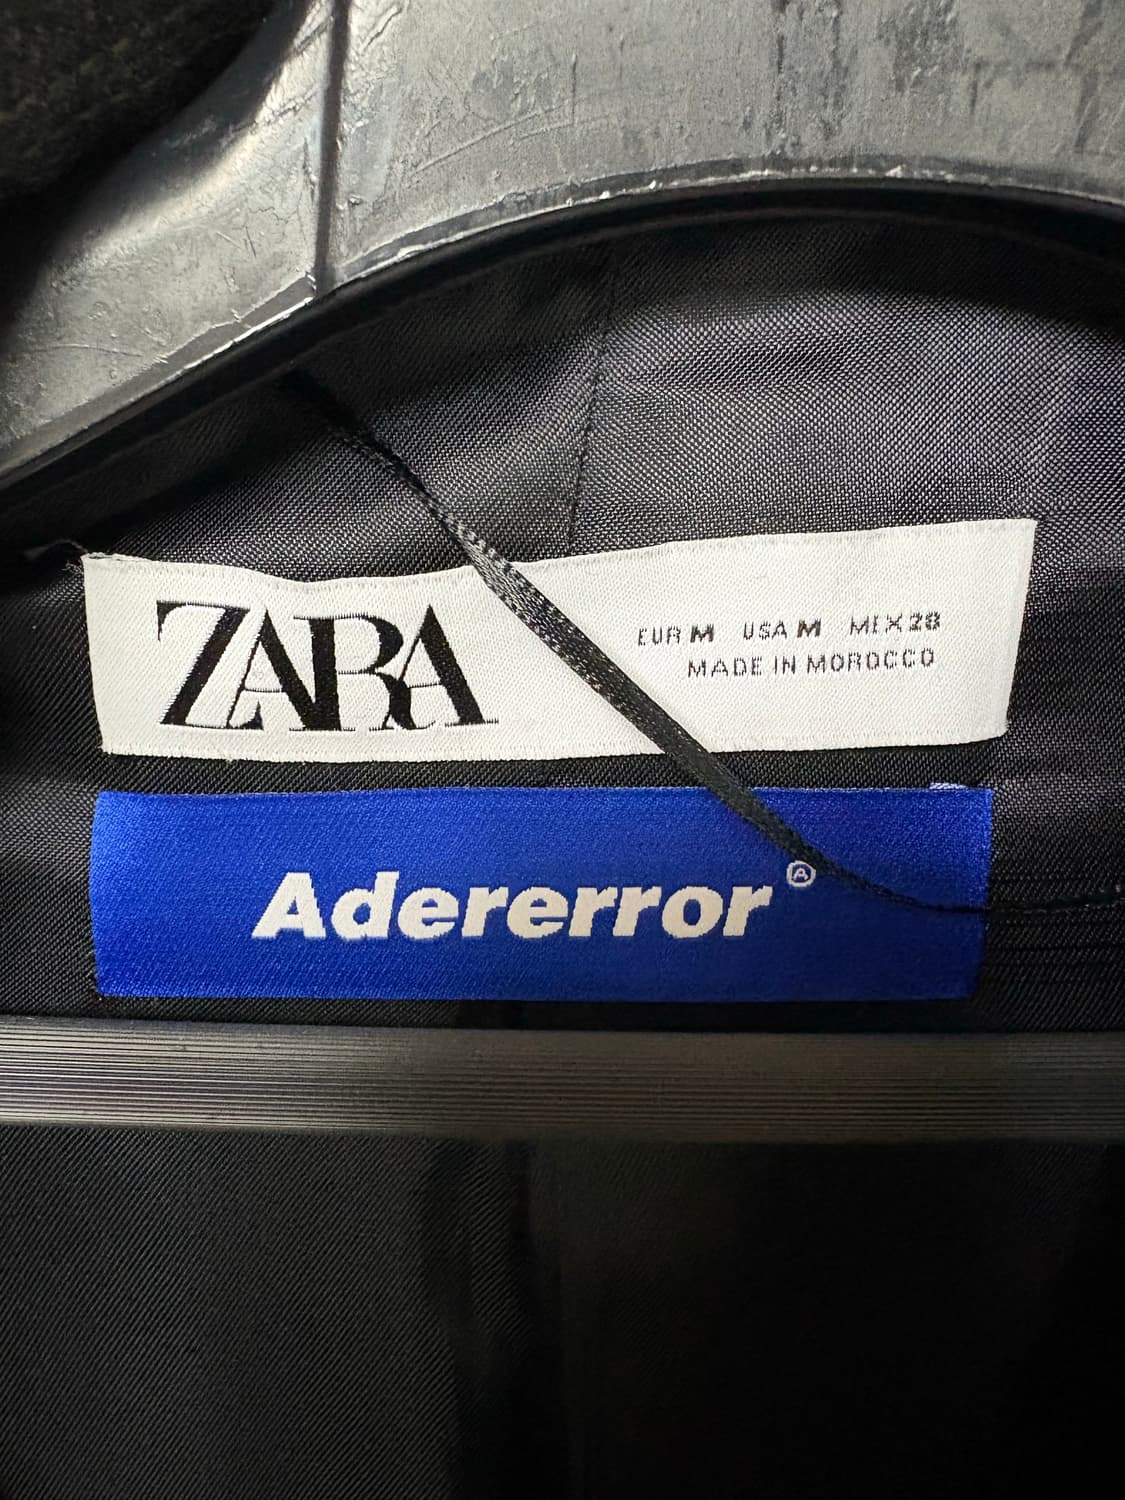 ZARA
EUR M USA M MEX 28
MADE IN MOROCCO
Adererror Ⓐ